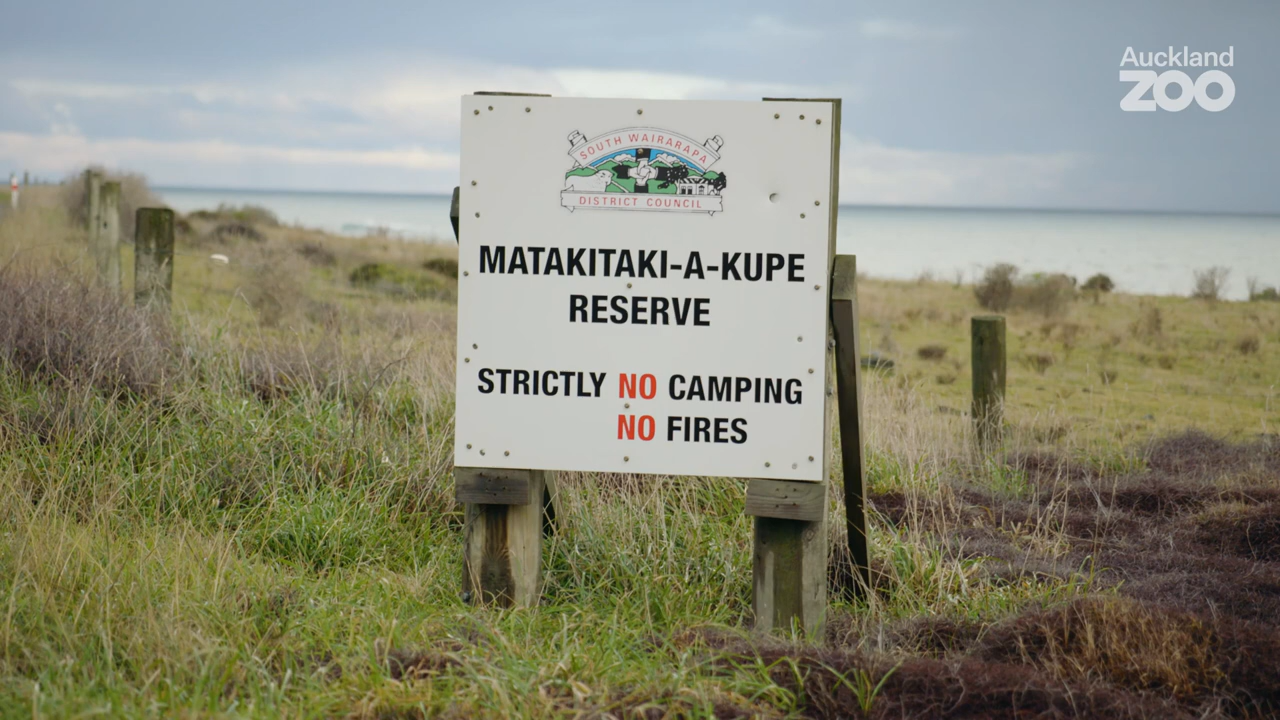 Auckland
ZOO
SOUTH WAIRARAPA
DISTRICT COUNCIL
MATAKITAKI-A-KUPE
RESERVE
STRICTLY NO CAMPING
NO FIRES